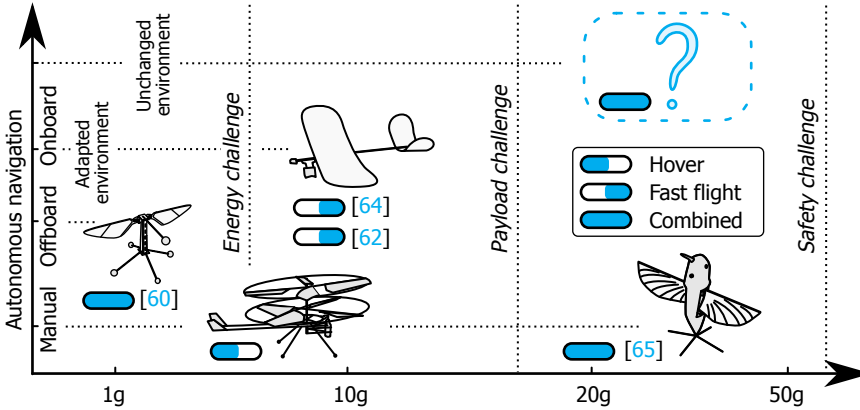 Autonomous navigation
Manual
Offboard
Onboard
Adapted
environment
Unchanged
environment
Energy challenge
Payload challenge
Safety challenge
?
Hover
Fast flight
Combined
[64]
[62]
[60]
[65]
1g
10g
20g
50g